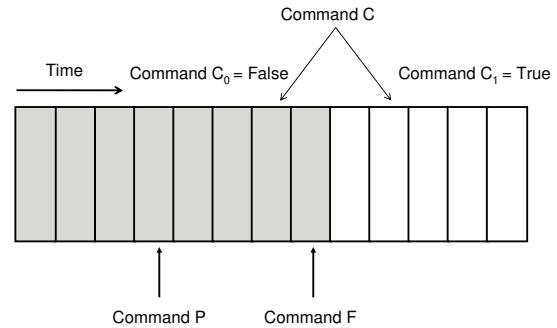 Command C
Time
Command C₀ = False
Command C₁ = True
Command P
Command F